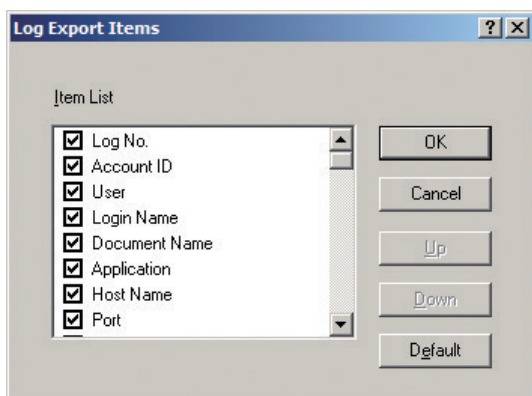 Log Export Items
Item List
Log No.
Account ID
User
Login Name
Document Name
Application
Host Name
Port
OK
Cancel
Up
Down
Default